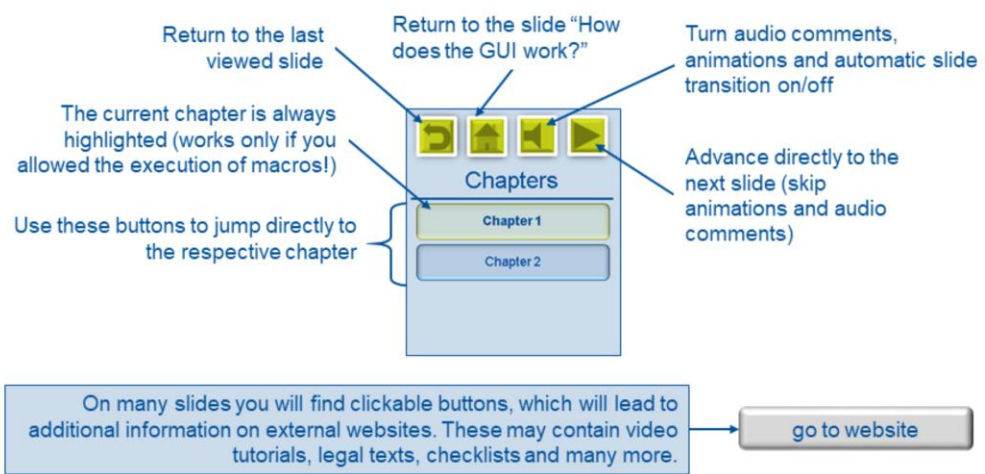 Return to the last
viewed slide
Return to the slide “How
does the GUI work?”
Turn audio comments,
animations and automatic slide
transition on/off
The current chapter is always
highlighted (works only if you
allowed the execution of macros!)
Use these buttons to jump directly to
the respective chapter
Chapters
Chapter 1
Chapter 2
Advance directly to the
next slide (skip
animations and audio
comments)
On many slides you will find clickable buttons, which will lead to
additional information on external websites. These may contain video
tutorials, legal texts, checklists and many more.
go to website